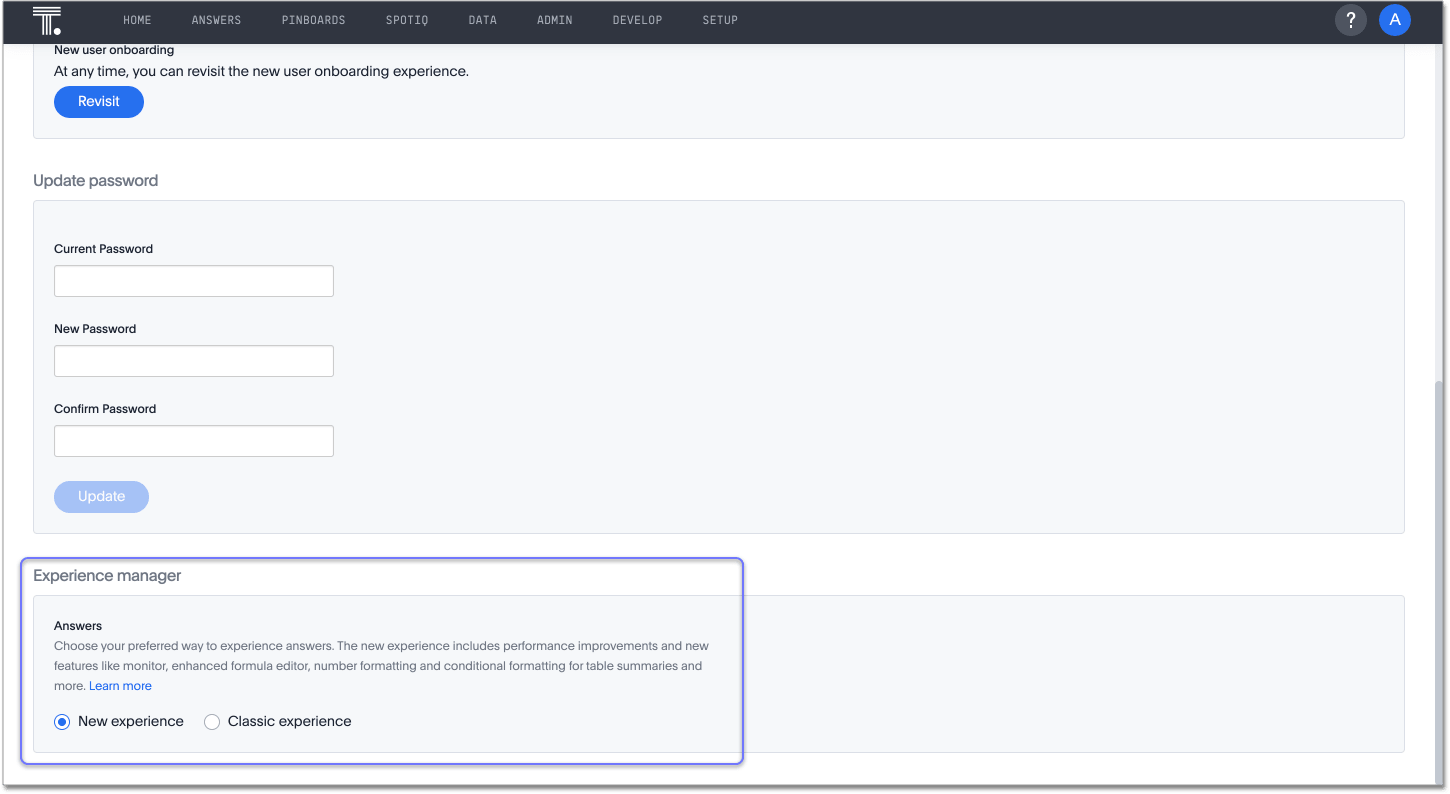 T.
HOME ANSWERS PINBOARDS SPOTIQ DATA ADMIN DEVELOP SETUP ? A
New user onboarding
At any time, you can revisit the new user onboarding experience.
Revisit
Update password
Current Password
New Password
Confirm Password
Update
Experience manager
Answers
Choose your preferred way to experience answers. The new experience includes performance improvements and new
features like monitor, enhanced formula editor, number formatting and conditional formatting for table summaries and
more. Learn more
New experience Classic experience